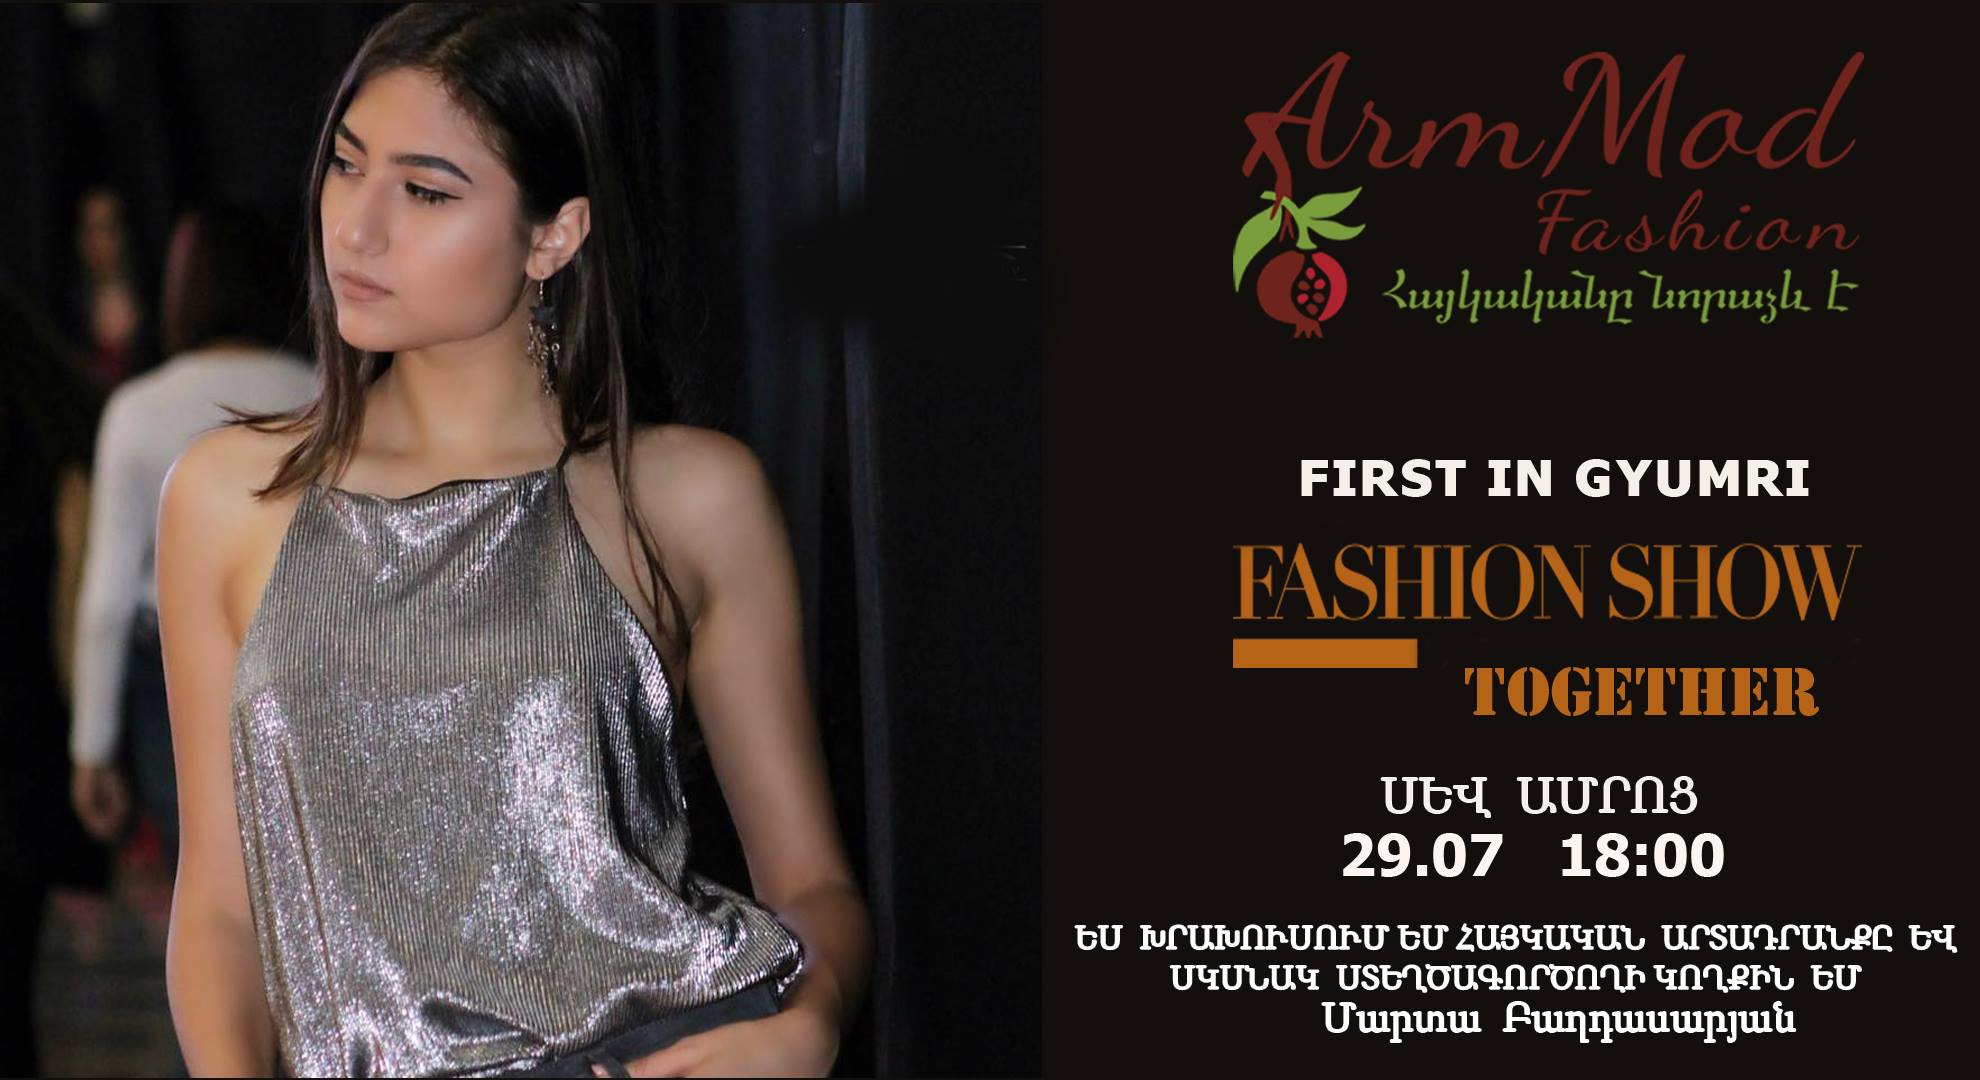 ArmMod
Fashion
Հայկականը նորաձև է
FIRST IN GYUMRI
FASHION SHOW
TOGETHER
ՍԵՎ ԱՄՐՈՑ
29.07 18:00
ԵՍ ԽՐԱԽՈՒՍՈՒՄ ԵՄ ՀԱՅԿԱԿԱՆ ԱՐՏԱԴՐԱՆՔԸ ԵՎ
ՍԿՍՆԱԿ ՍՏԵՂԾԱԳՈՐԾՈՂԻ ԿՈՂՔԻՆ ԵՄ
Մարտա Բաղդասարյան